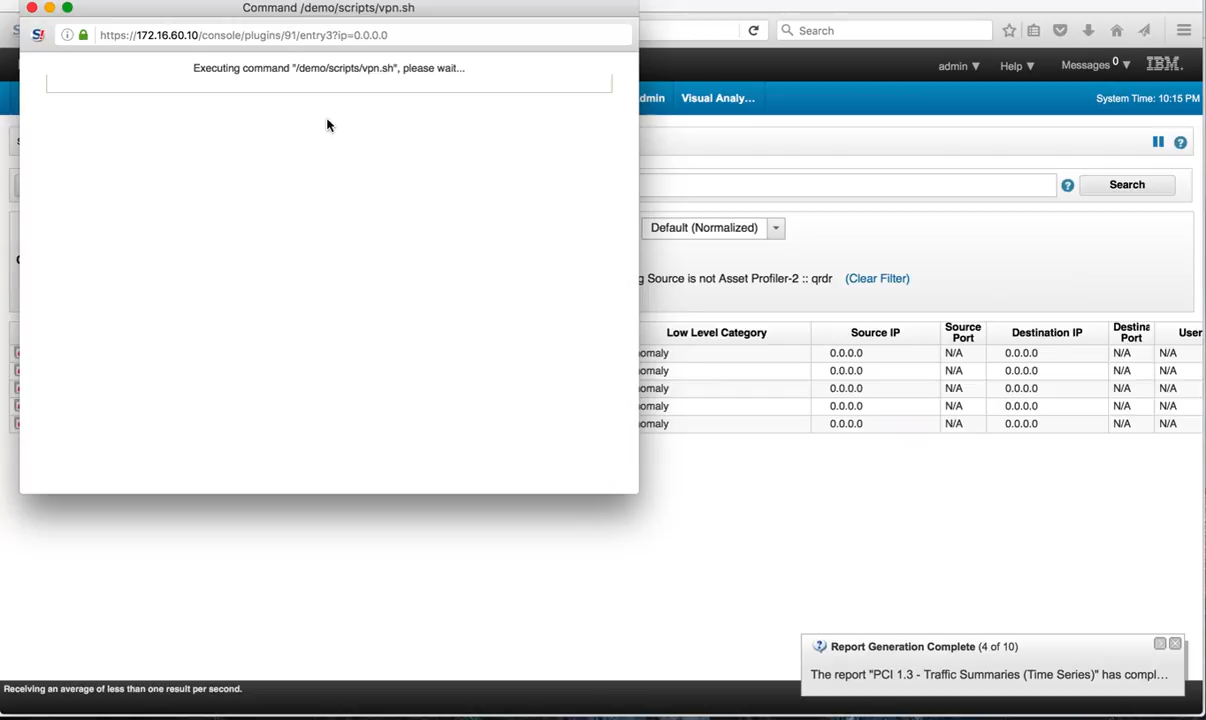 Command /demo/scripts/vpn.sh
https://172.16.60.10/console/plugins/91/entry3?ip=0.0.0.0
Search
Executing command "/demo/scripts/vpn.sh", please wait...
admin Help Messages 0 IBM.
dmin Visual Analy... System Time: 10:15 PM
Search
Default (Normalized)
g Source is not Asset Profiler-2 :: qrdr (Clear Filter)
Low Level Category Source IP Source Port Destination IP Destina Port User
omaly 0.0.0.0 N/A 0.0.0.0 N/A N/A
omaly 0.0.0.0 N/A 0.0.0.0 N/A N/A
omaly 0.0.0.0 N/A 0.0.0.0 N/A N/A
omaly 0.0.0.0 N/A 0.0.0.0 N/A N/A
omaly 0.0.0.0 N/A 0.0.0.0 N/A N/A
Report Generation Complete (4 of 10)
The report "PCI 1.3 - Traffic Summaries (Time Series)" has compl...
Receiving an average of less than one result per second.